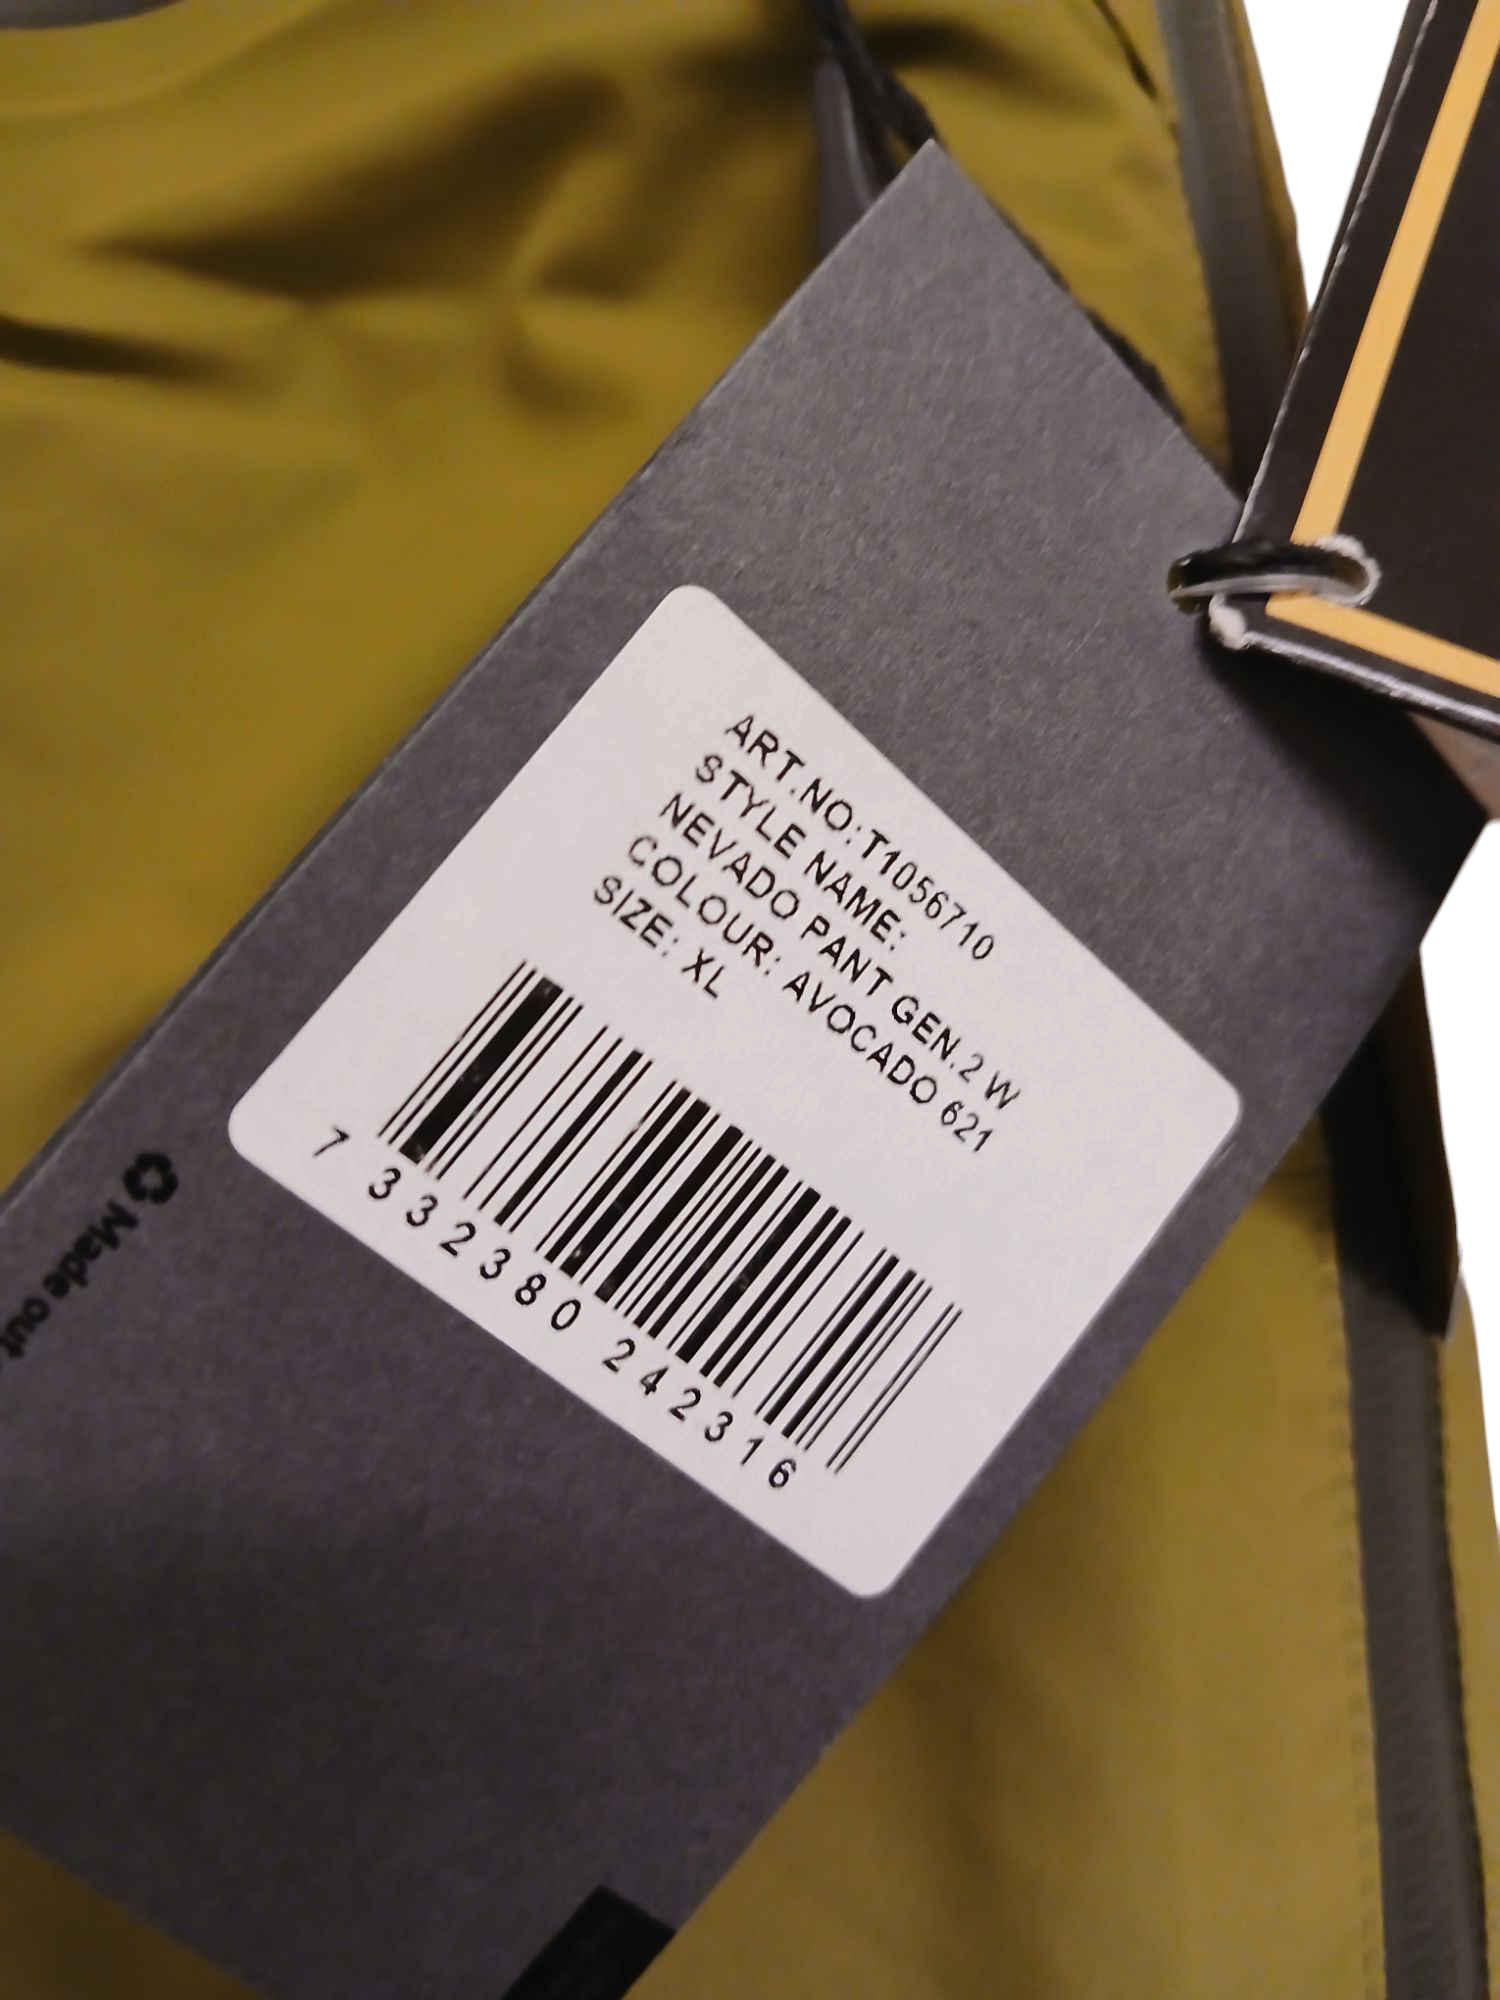 ART.NO:T1056710
STYLE NAME:
NEVADO PANT GEN.2 W
COLOUR: AVOCADO 621
SIZE: XL
7 332380 242316
Made out